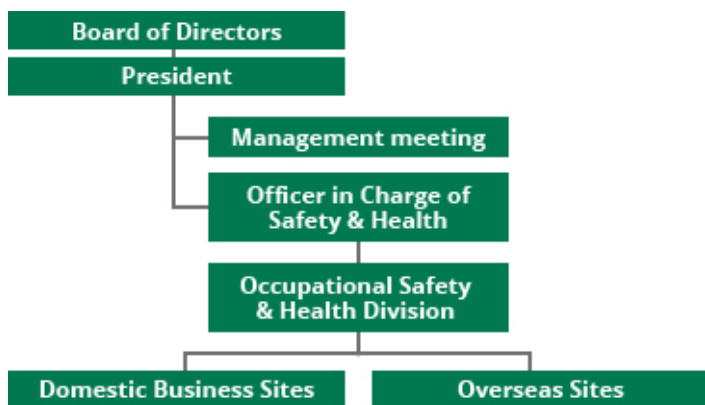 Board of Directors
President
Management meeting
Officer in Charge of
Safety & Health
Occupational Safety
& Health Division
Domestic Business Sites
Overseas Sites